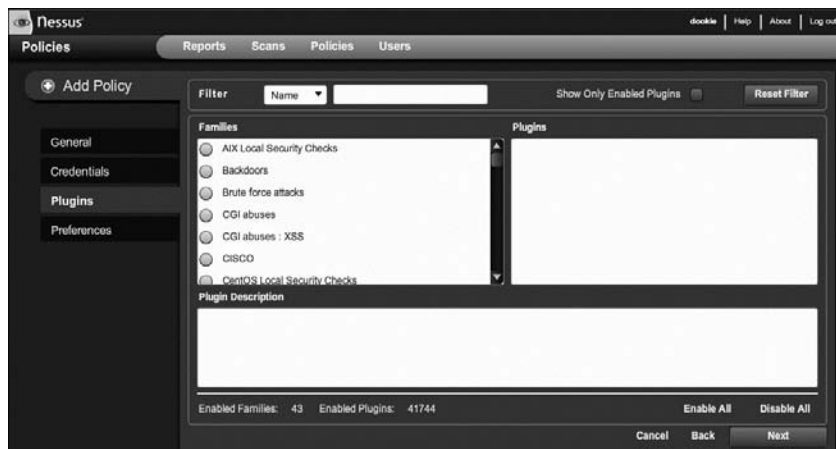 Nessus
dookie | Help | About | Log out
Policies Reports Scans Policies Users
Add Policy
General
Credentials
Plugins
Preferences
Filter Name Show Only Enabled Plugins Reset Filter
Families
AIX Local Security Checks
Backdoors
Brute force attacks
CGI abuses
CGI abuses : XSS
CISCO
CentOS Local Security Checks
Plugins
Plugin Description
Enabled Families: 43 Enabled Plugins: 41744 Enable All Disable All
Cancel Back Next